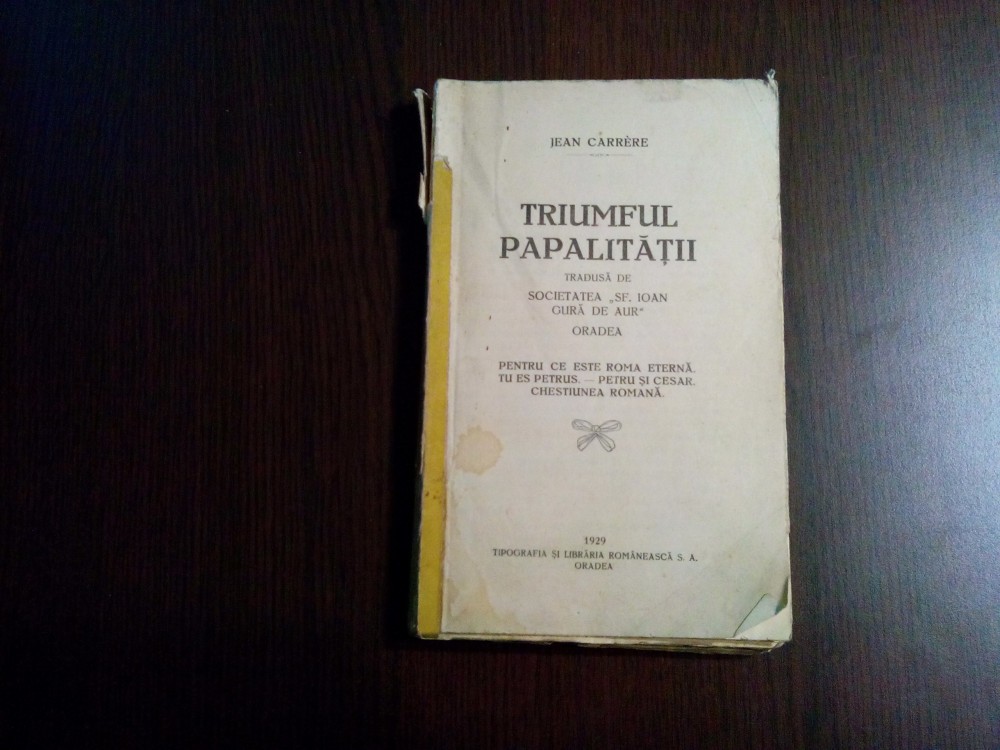 JEAN CARRÈRE
TRIUMFUL
PAPALITĂȚII
TRADUSĂ DE
SOCIETATEA „SF. IOAN
GURĂ DE AUR“
ORADEA
PENTRU CE ESTE ROMA ETERNĂ.
TU ES PETRUS. — PETRU ȘI CESAR.
CHESTIUNEA ROMANĂ.
1929
TIPOGRAFIA ȘI LIBRĂRIA ROMÂNEASCĂ S. A.
ORADEA